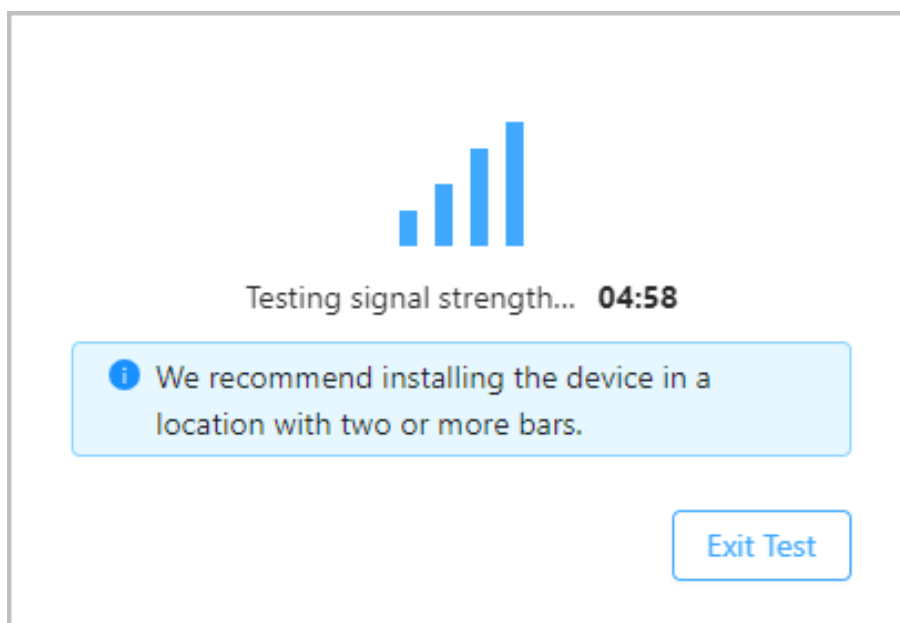 Testing signal strength... 04:58
We recommend installing the device in a
location with two or more bars.
Exit Test